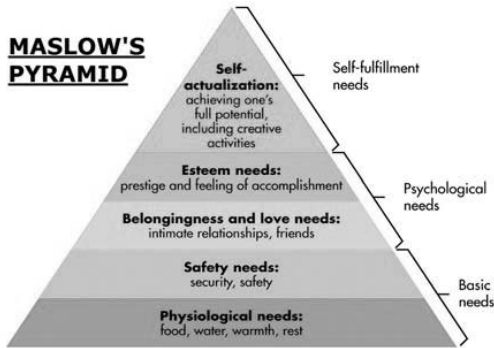 MASLOW'S
PYRAMID
Self-
actualization:
achieving one's
full potential,
including creative
activities
Self-fulfillment
needs
Esteem needs:
prestige and feeling of accomplishment
Belongingness and love needs:
intimate relationships, friends
Psychological
needs
Safety needs:
security, safety
Physiological needs:
food, water, warmth, rest
Basic
needs